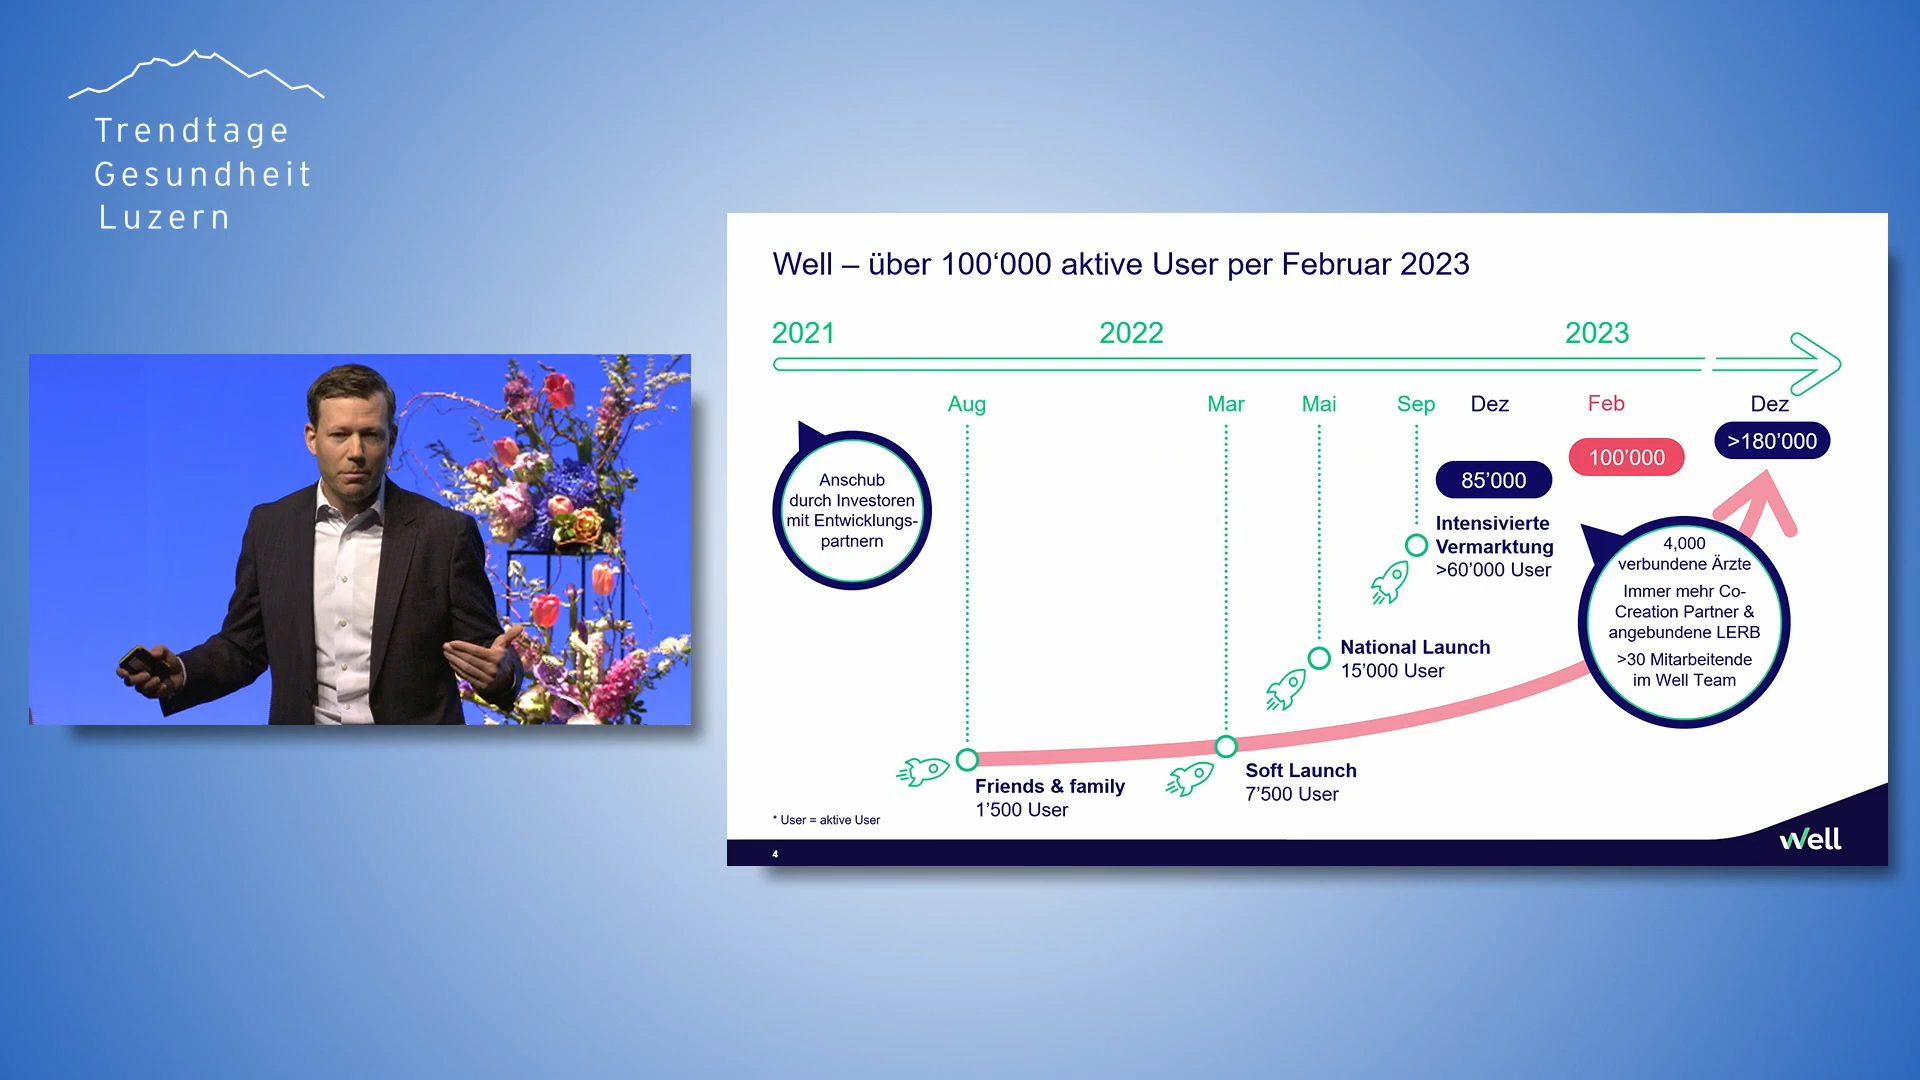 Trendtage
Gesundheit
Luzern
Well – über 100‘000 aktive User per Februar 2023
2021
2022
2023
Aug
Mar
Mai
Sep
Dez
Feb
Dez
>180’000
100’000
85’000
Anschub
durch Investoren
mit Entwicklungs-
partnern
Intensivierte
Vermarktung
>60’000 User
4,000
verbundene Ärzte
Immer mehr Co-
Creation Partner &
angebundene LERB
>30 Mitarbeitende
im Well Team
National Launch
15’000 User
Soft Launch
7’500 User
Friends & family
1’500 User
* User = aktive User
4
Well